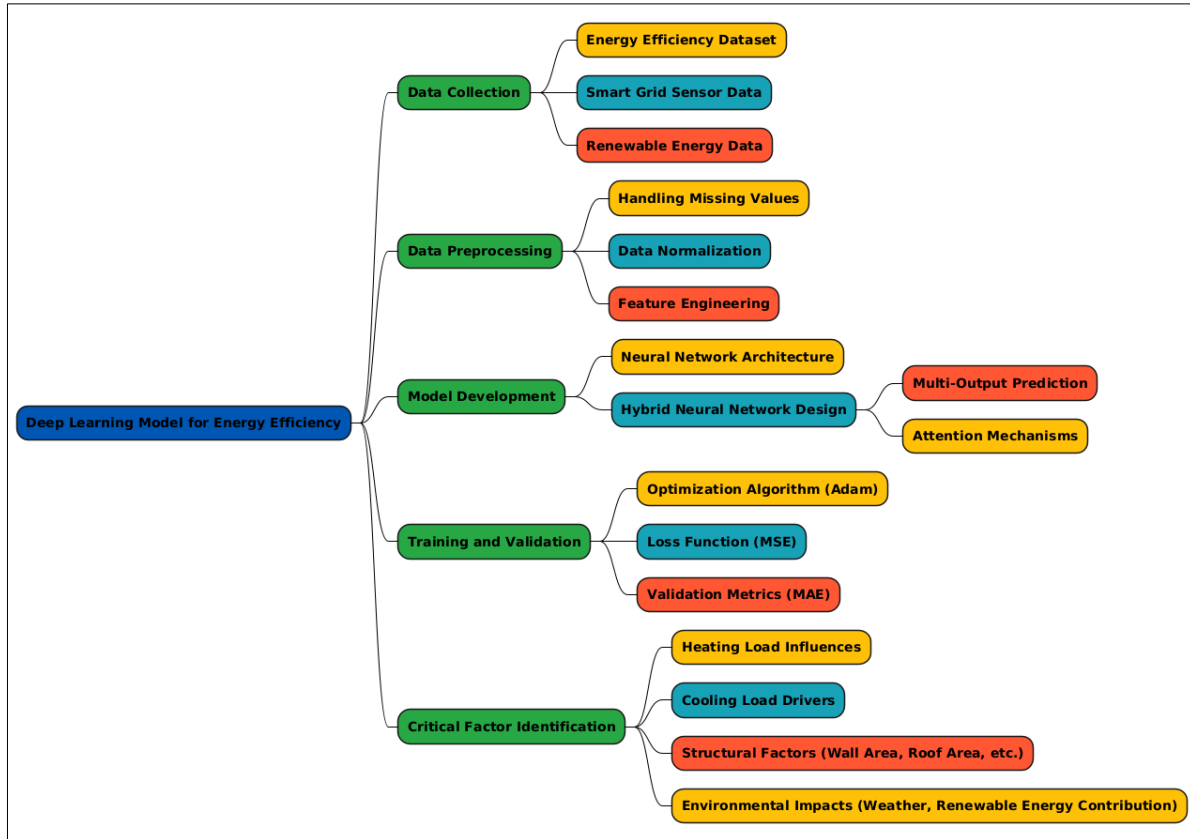 Deep Learning Model for Energy Efficiency
Data Collection
Energy Efficiency Dataset
Smart Grid Sensor Data
Renewable Energy Data
Data Preprocessing
Handling Missing Values
Data Normalization
Feature Engineering
Model Development
Neural Network Architecture
Hybrid Neural Network Design
Multi-Output Prediction
Attention Mechanisms
Training and Validation
Optimization Algorithm (Adam)
Loss Function (MSE)
Validation Metrics (MAE)
Critical Factor Identification
Heating Load Influences
Cooling Load Drivers
Structural Factors (Wall Area, Roof Area, etc.)
Environmental Impacts (Weather, Renewable Energy Contribution)